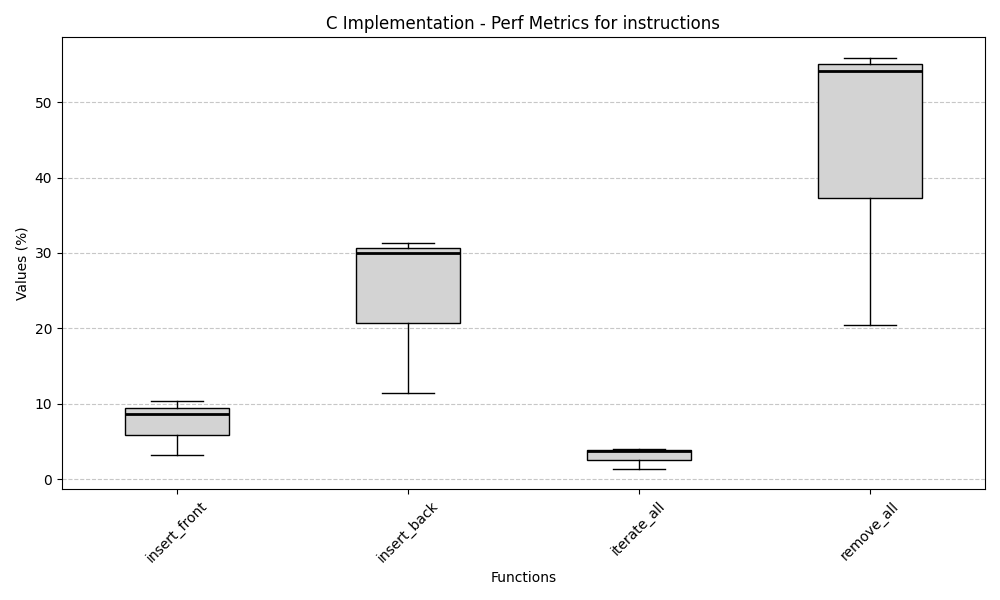 C Implementation - Perf Metrics for instructions
Values (%)
50
40
30
20
10
0
insert_front
insert_back
iterate_all
remove_all
Functions